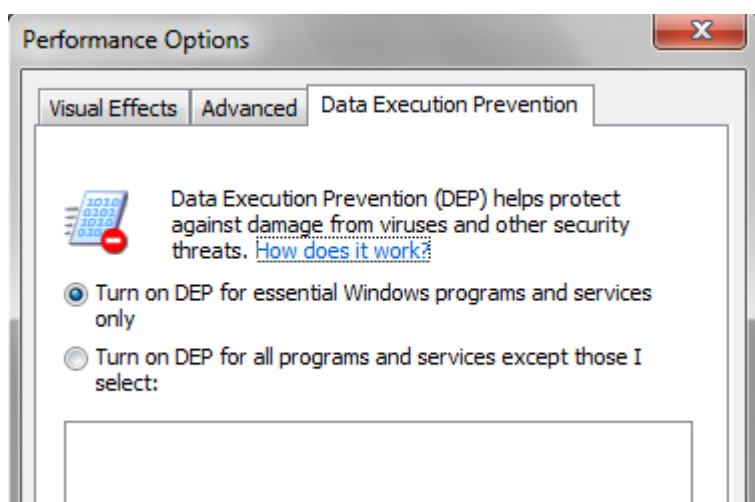 Performance Options
Visual Effects Advanced Data Execution Prevention
Data Execution Prevention (DEP) helps protect
against damage from viruses and other security
threats. How does it work?
Turn on DEP for essential Windows programs and services
only
Turn on DEP for all programs and services except those I
select: